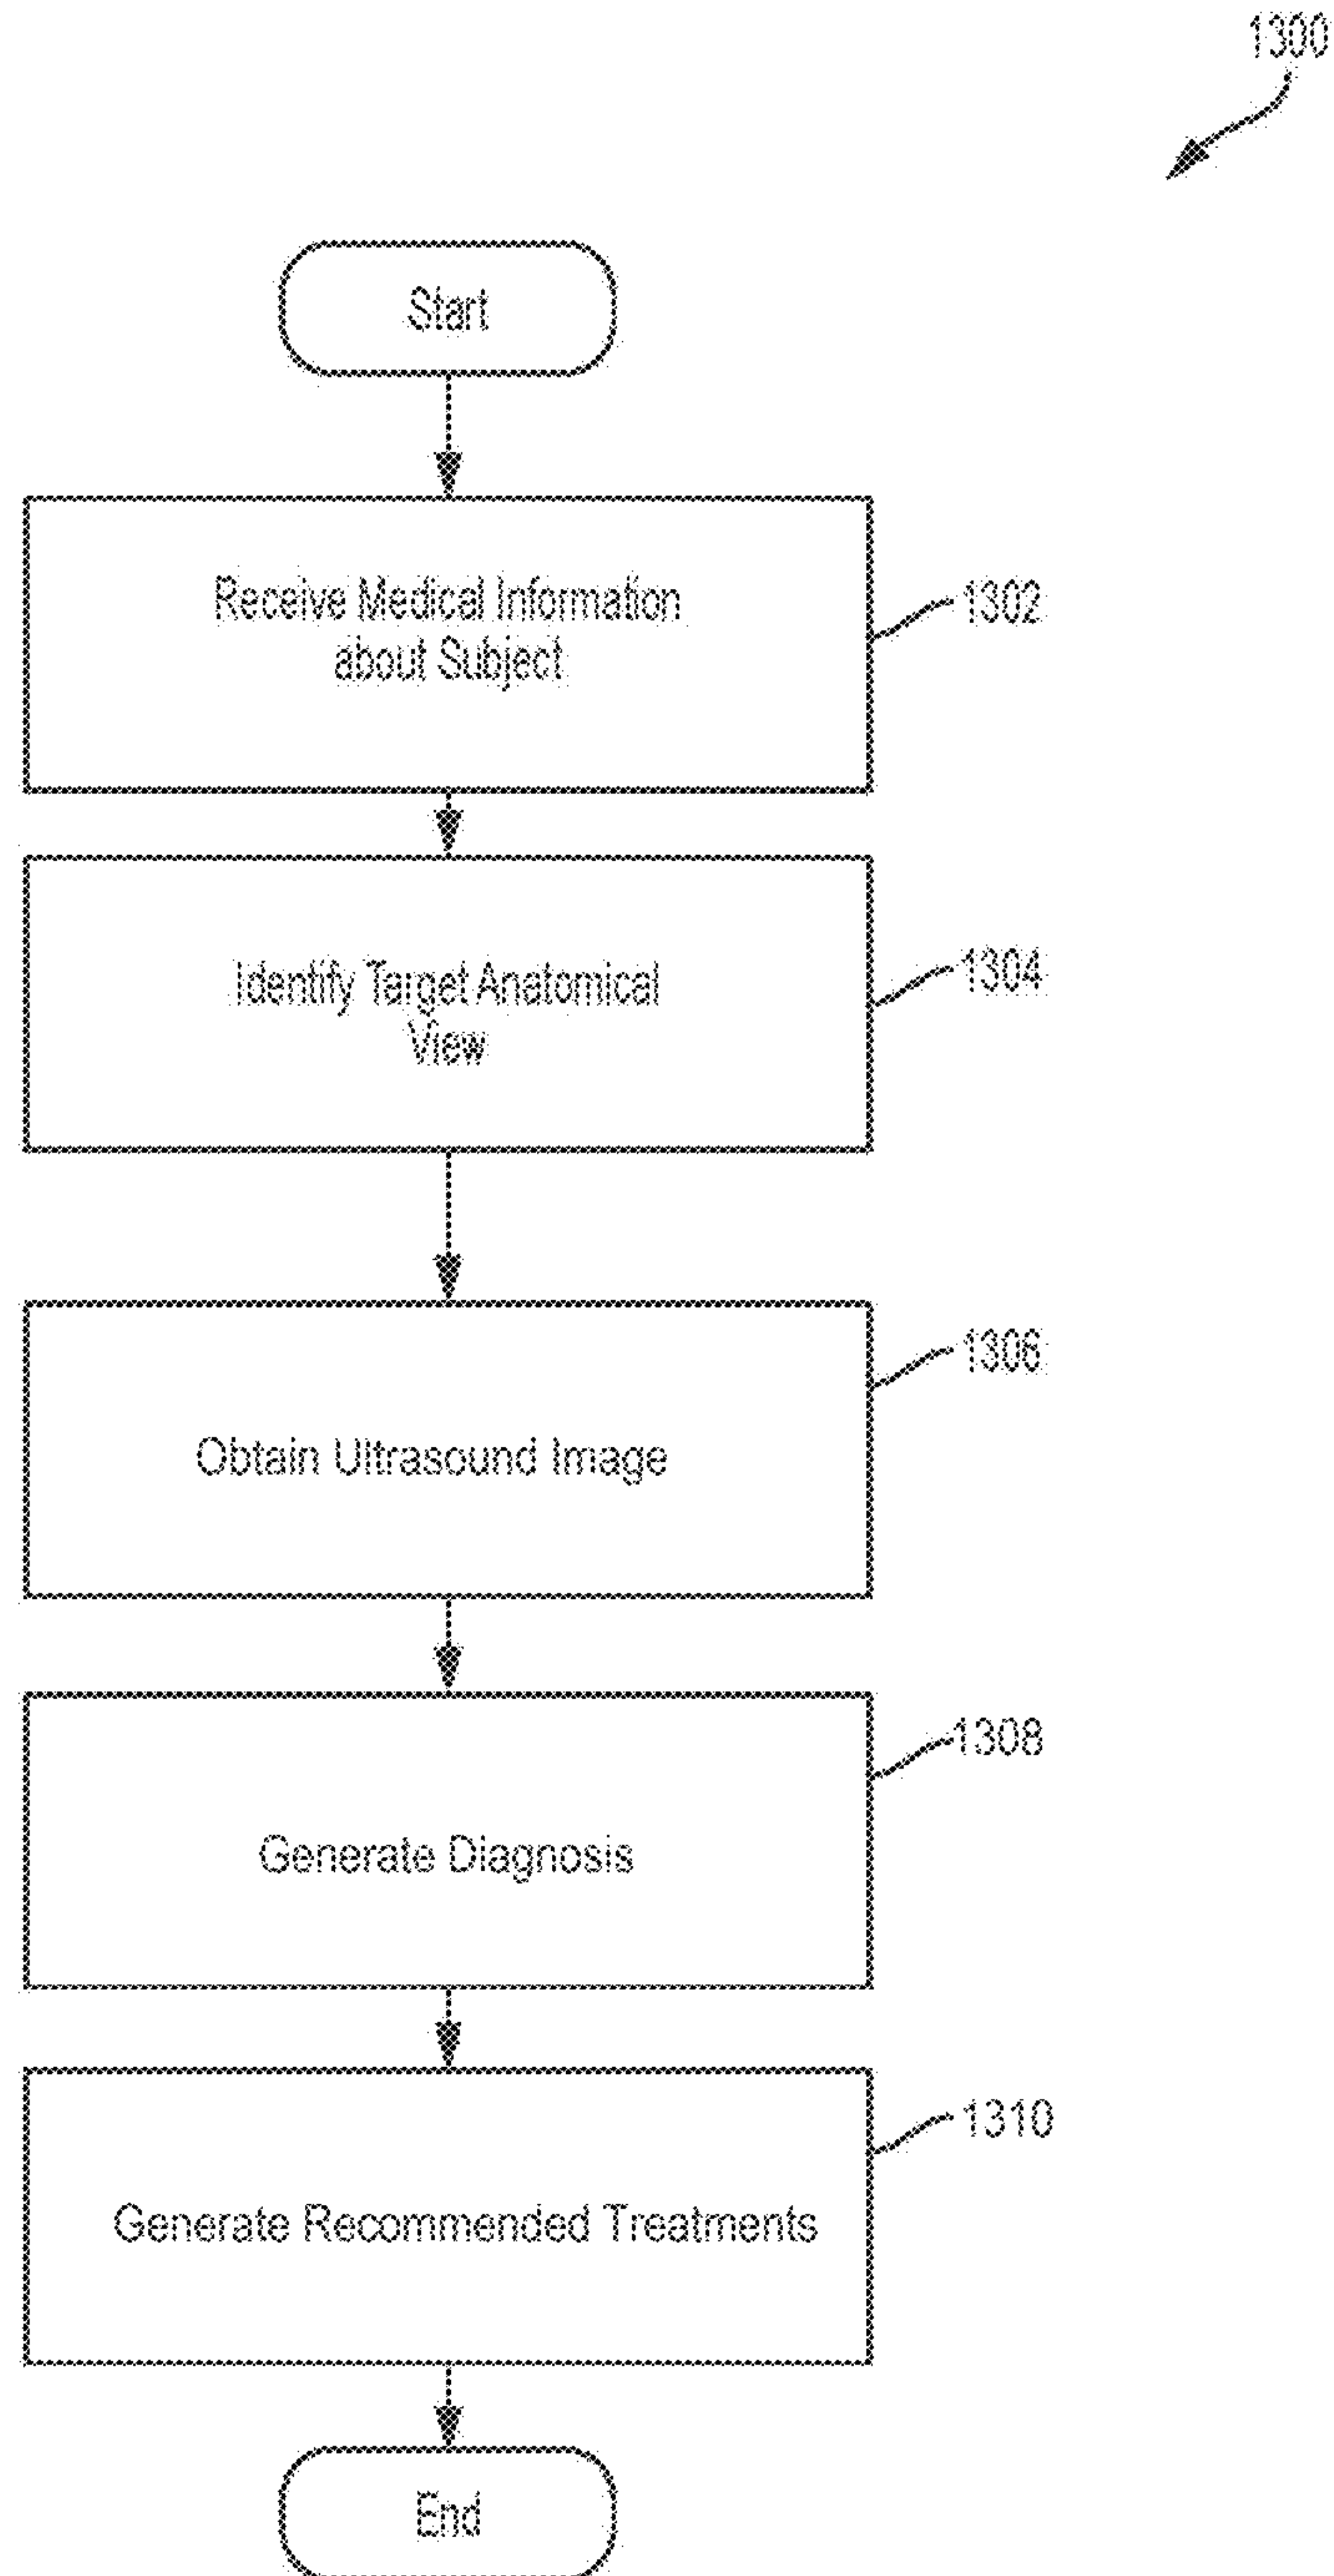 1300
Start
Receive Medical Information
about Subject
1302
Identify Target Anatomical
View
1304
1306
Obtain Ultrasound Image
1308
Generate Diagnosis
1310
Generate Recommended Treatments
End